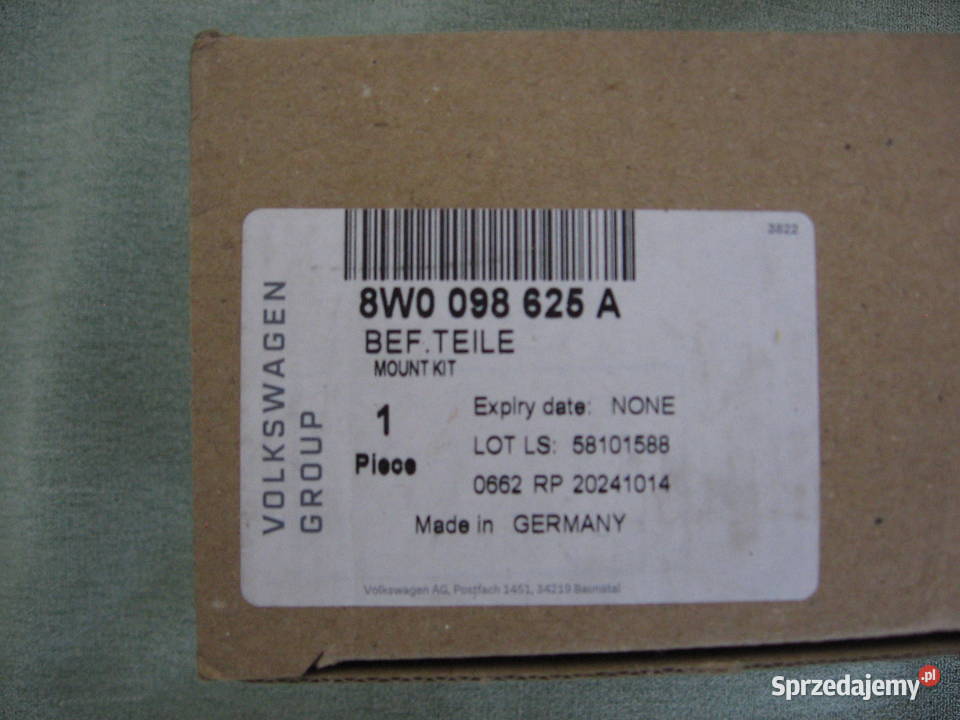 3822
8W0 098 625 A
BEF.TEILE
MOUNT KIT
1
Piece
Expiry date: NONE
LOT LS: 58101588
0662 RP 20241014
Made in GERMANY
VOLKSWAGEN
GROUP
Volkswagen AG, Postfach 1451, 34219 Baunatal
Sprzedajemy.pl